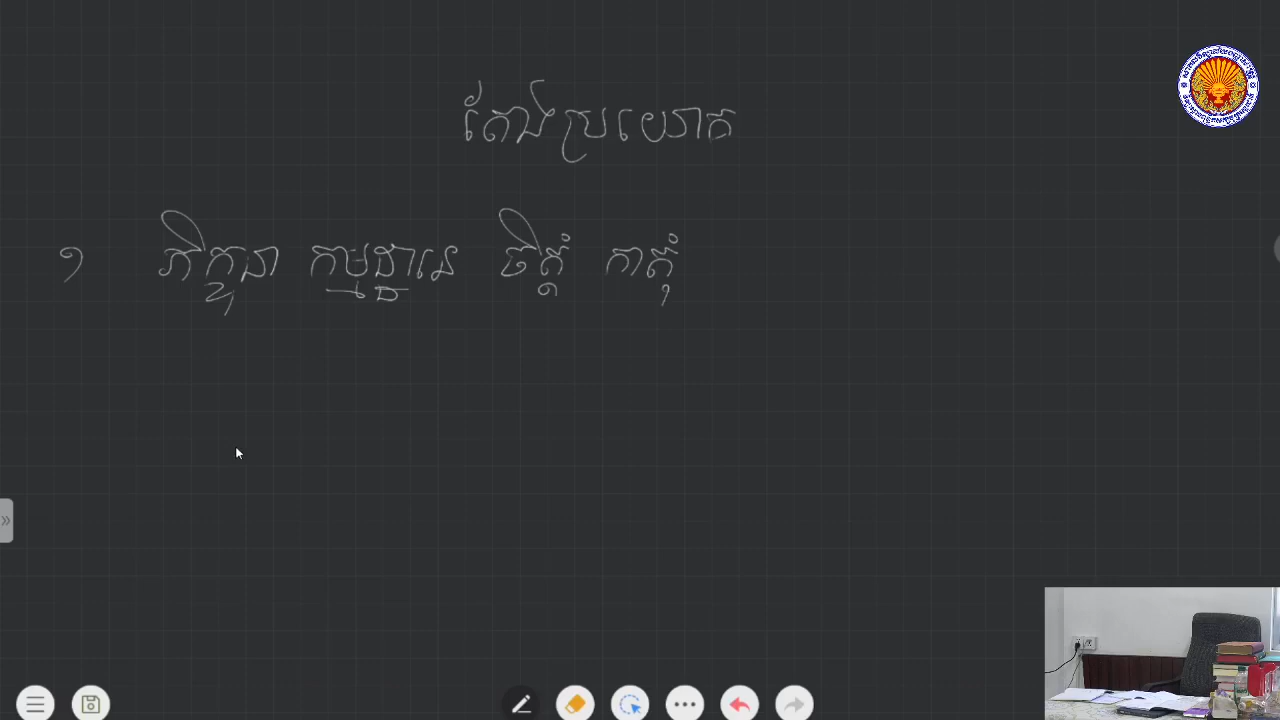 តែងប្រយោគ
១ ភិក្ខុនា កម្មដ្ឋានេ ចិត្តំ កាតុំ